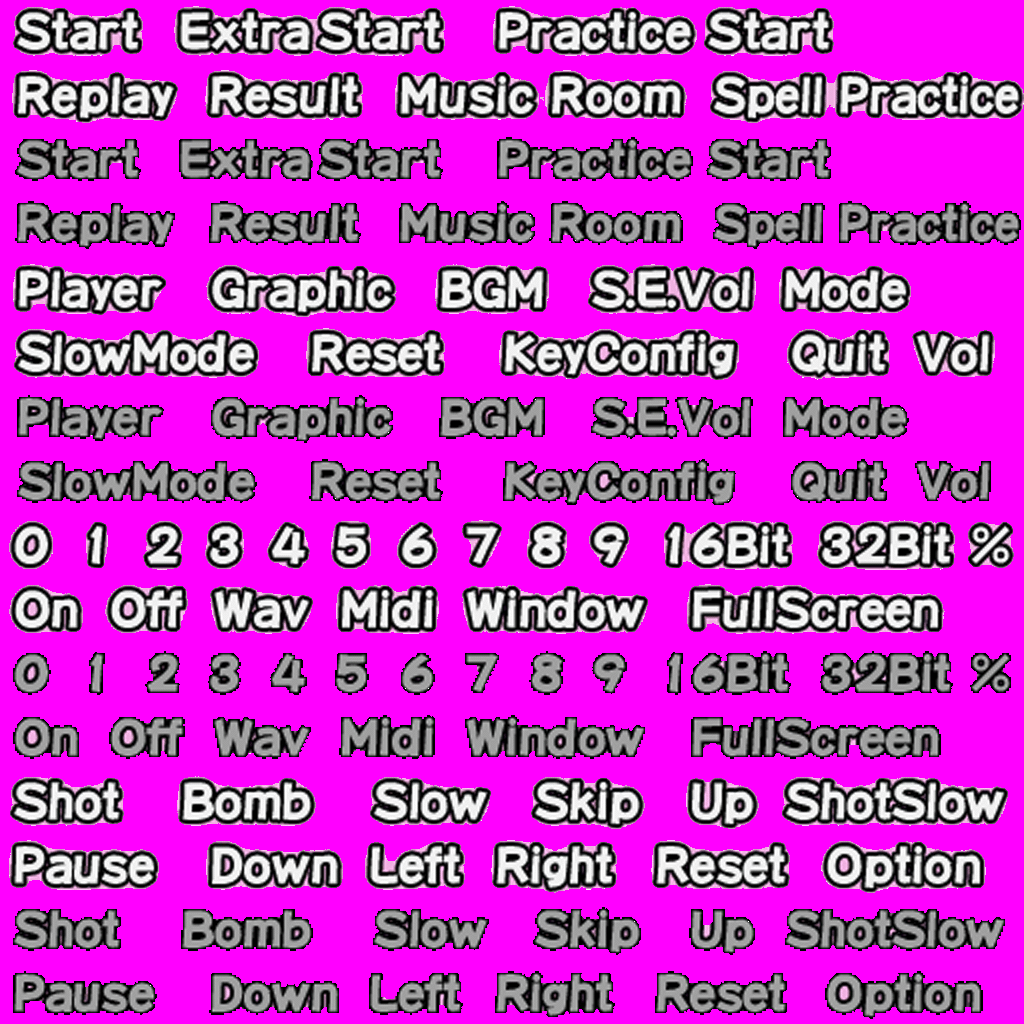 Start Extra Start Practice Start
Replay Result Music Room Spell Practice
Start Extra Start Practice Start
Replay Result Music Room Spell Practice
Player Graphic BGM S.E.Vol Mode
SlowMode Reset KeyConfig Quit Vol
Player Graphic BGM S.E.Vol Mode
SlowMode Reset KeyConfig Quit Vol
0 1 2 3 4 5 6 7 8 9 16Bit 32Bit %
On Off Wav Midi Window FullScreen
0 1 2 3 4 5 6 7 8 9 16Bit 32Bit %
On Off Wav Midi Window FullScreen
Shot Bomb Slow Skip Up ShotSlow
Pause Down Left Right Reset Option
Shot Bomb Slow Skip Up ShotSlow
Pause Down Left Right Reset Option